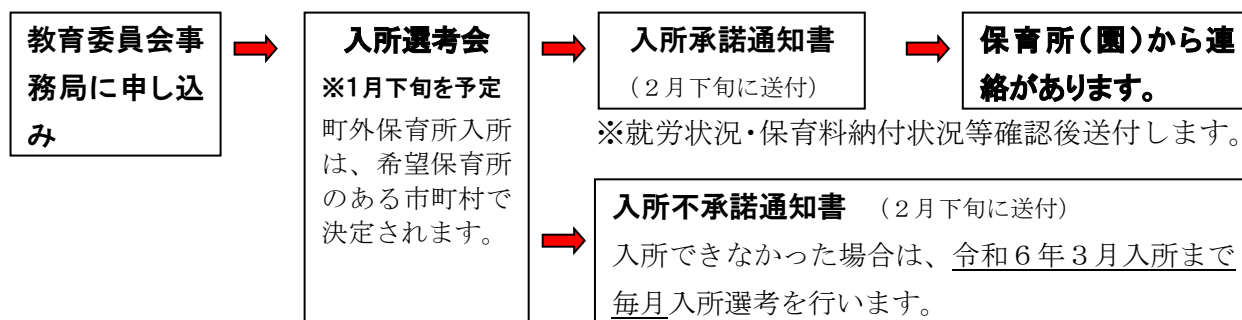 教育委員会事
務局に申し込
み
入所選考会
※1月下旬を予定
町外保育所入所
は、希望保育所
のある市町村で
決定されます。
入所承諾通知書
（２月下旬に送付）
保育所（園）から連
絡があります。
※就労状況・保育料納付状況等確認後送付します。
入所不承諾通知書　（２月下旬に送付）
入所できなかった場合は、令和６年３月入所まで
毎月入所選考を行います。